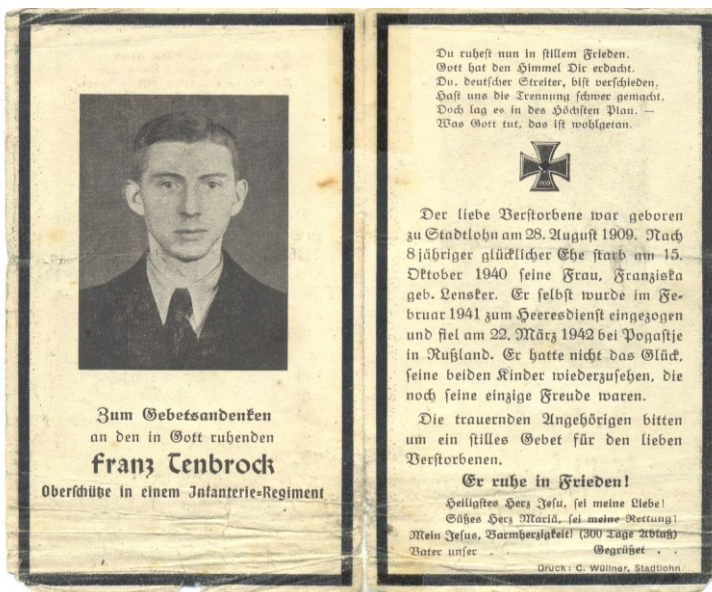 Zum Gebetsandenken
an den in Gott ruhenden
Franz Tenbrock
Oberschütze in einem Infanterie=Regiment
Du ruhest nun in stillem Frieden,
Gott hat den Himmel Dir erdacht.
Du, deutscher Streiter, bist verschieden,
Hast uns die Trennung schwer gemacht.
Doch lag es in des Höchsten Plan. —
Was Gott tut, das ist wohlgetan.
1939
Der liebe Verstorbene war geboren
zu Stadtlohn am 28. August 1909. Nach
8 jähriger glücklicher Ehe starb am 15.
Oktober 1940 seine Frau, Franziska
geb. Lensker. Er selbst wurde im Fe-
bruar 1941 zum Heeresdienst eingezogen
und fiel am 22. März 1942 bei Pogastje
in Rußland. Er hatte nicht das Glück,
seine beiden Kinder wiederzusehen, die
noch seine einzige Freude waren.
Die trauernden Angehörigen bitten
um ein stilles Gebet für den lieben
Verstorbenen.
Er ruhe in Frieden!
Heiligstes Herz Jesu, sei meine Liebe!
Süßes Herz Mariä, sei meine Rettung!
Mein Jesus, Barmherzigkeit! (300 Tage Ablaß)
Vater unser . Gegrüßet . .
Druck: C. Wüllner, Stadtlohn